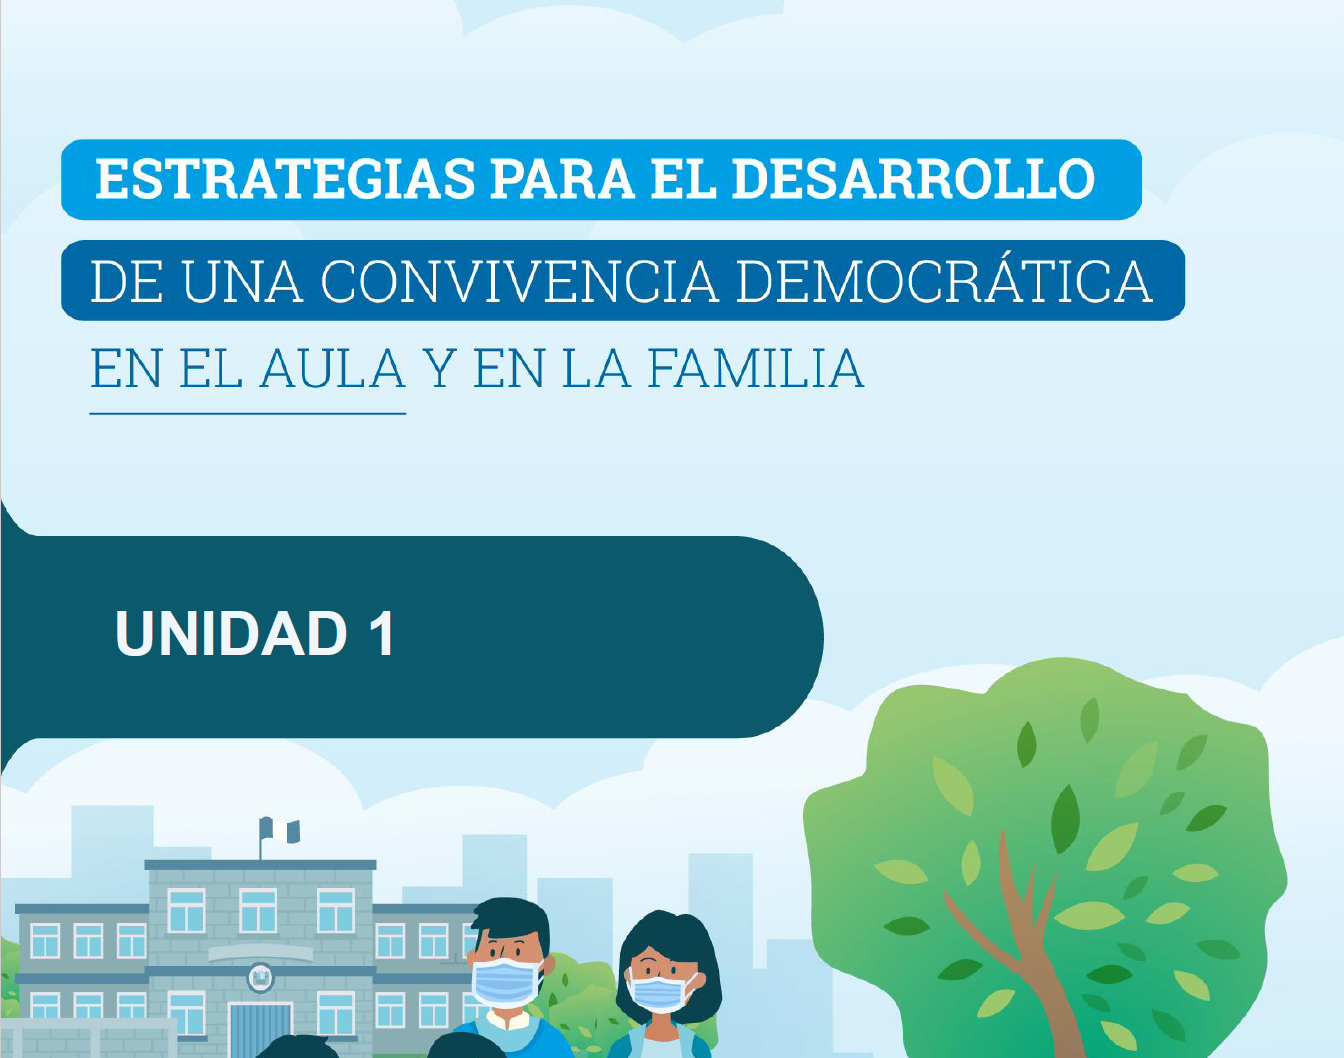 ESTRATEGIAS PARA EL DESARROLLO
DE UNA CONVIVENCIA DEMOCRÁTICA
EN EL AULA Y EN LA FAMILIA
UNIDAD 1